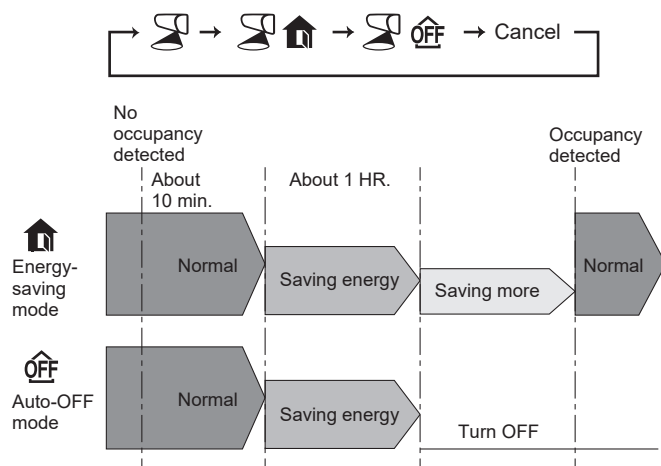 OFF
Cancel
No
occupancy
detected
Occupancy
detected
About
10 min.
About 1 HR.
Energy-
saving
mode
Normal
Saving energy
Saving more
Normal
OFF
Auto-OFF
mode
Normal
Saving energy
Turn OFF